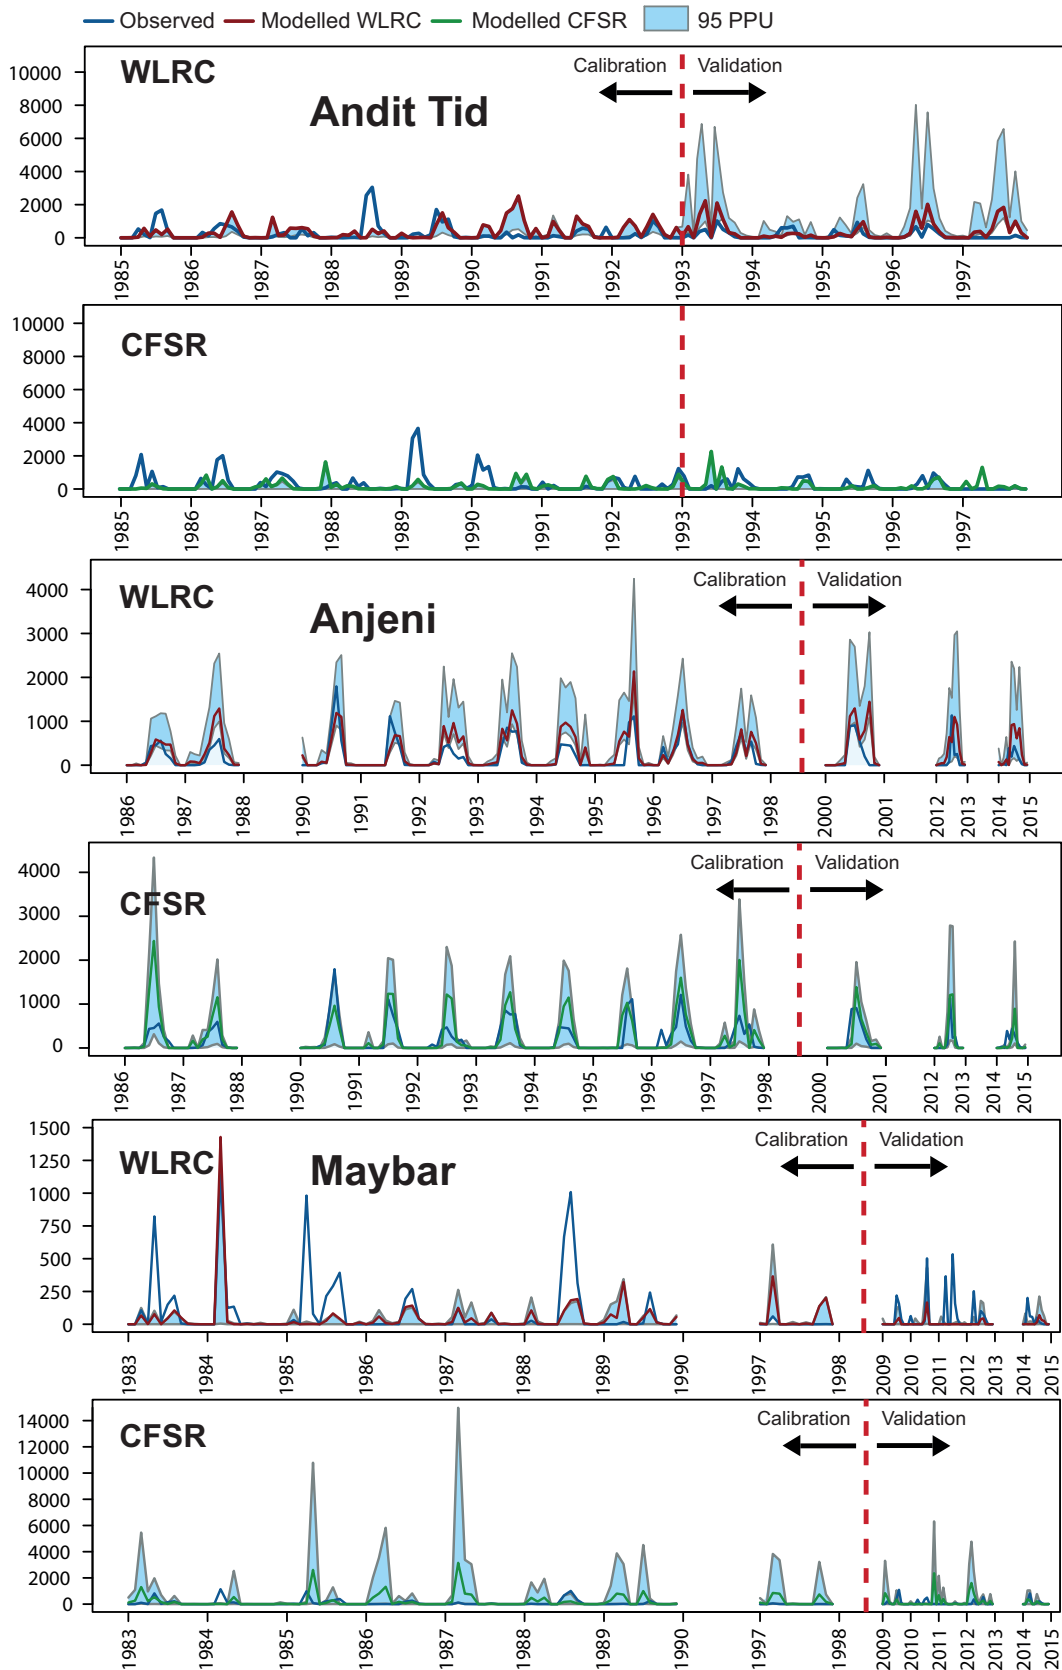 Observed Modelled WLRC Modelled CFSR 95 PPU
WLRC
Andit Tid
Calibration Validation
10000
8000
6000
4000
2000
0
1985 1986 1987 1988 1989 1990 1991 1992 1993 1994 1995 1996 1997
CFSR
10000
8000
6000
4000
2000
0
1985 1986 1987 1988 1989 1990 1991 1992 1993 1994 1995 1996 1997
WLRC
Anjeni
Calibration Validation
4000
3000
2000
1000
0
1986 1987 1988 1990 1991 1992 1993 1994 1995 1996 1997 1998 2000 2001 2012 2013 2014 2015
CFSR
Calibration Validation
4000
3000
2000
1000
0
1986 1987 1988 1990 1991 1992 1993 1994 1995 1996 1997 1998 2000 2001 2012 2013 2014 2015
WLRC
Maybar
Calibration Validation
1500
1250
1000
750
500
250
0
1983 1984 1985 1986 1987 1988 1989 1990 1997 1998 2009 2010 2011 2012 2013 2014 2015
CFSR
Calibration Validation
14000
12000
10000
8000
6000
4000
2000
0
1983 1984 1985 1986 1987 1988 1989 1990 1997 1998 2009 2010 2011 2012 2013 2014 2015